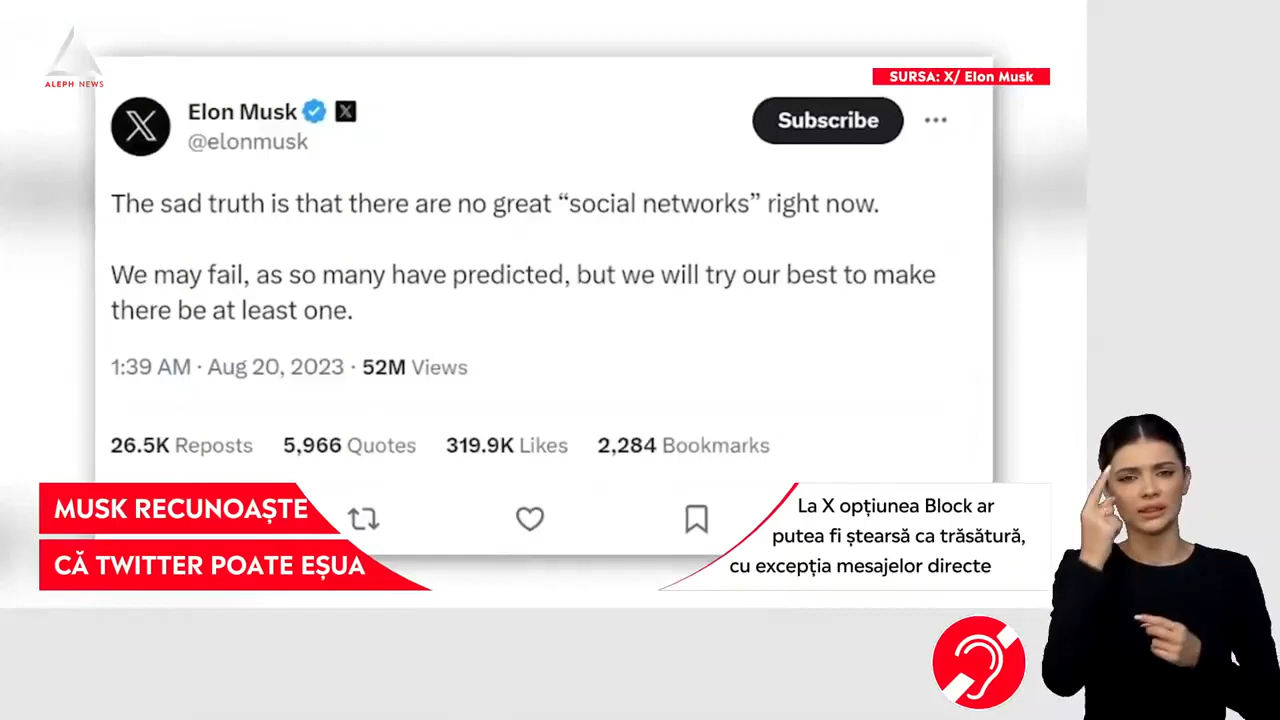 ALEPH NEWS
SURSA: X/ Elon Musk
Elon Musk
@elonmusk
Subscribe
The sad truth is that there are no great “social networks” right now.
We may fail, as so many have predicted, but we will try our best to make
there be at least one.
1:39 AM · Aug 20, 2023 · 52M Views
26.5K Reposts 5,966 Quotes 319.9K Likes 2,284 Bookmarks
MUSK RECUNOAȘTE
CĂ TWITTER POATE EȘUA
La X opțiunea Block ar
putea fi ștearsă ca trăsătură,
cu excepția mesajelor directe